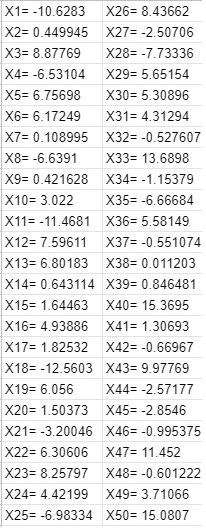 X1= -10.6283 X26= 8.43662
X2= 0.449945 X27= -2.50706
X3= 8.87769 X28= -7.73336
X4= -6.53104 X29= 5.65154
X5= 6.75698 X30= 5.30896
X6= 6.17249 X31= 4.31294
X7= 0.108995 X32= -0.527607
X8= -6.6391 X33= 13.6898
X9= 0.421628 X34= -1.15379
X10= 3.022 X35= -6.66684
X11= -11.4681 X36= 5.58149
X12= 7.59611 X37= -0.551074
X13= 6.80183 X38= 0.011203
X14= 0.643114 X39= 0.846481
X15= 1.64463 X40= 15.3695
X16= 4.93886 X41= 1.30693
X17= 1.82532 X42= -0.66967
X18= -12.5603 X43= 9.97769
X19= 6.056 X44= -2.57177
X20= 1.50373 X45= -2.8546
X21= -3.20046 X46= -0.995375
X22= 6.30606 X47= 11.452
X23= 8.25797 X48= -0.601222
X24= 4.42199 X49= 3.71066
X25= -6.98334 X50= 15.0807